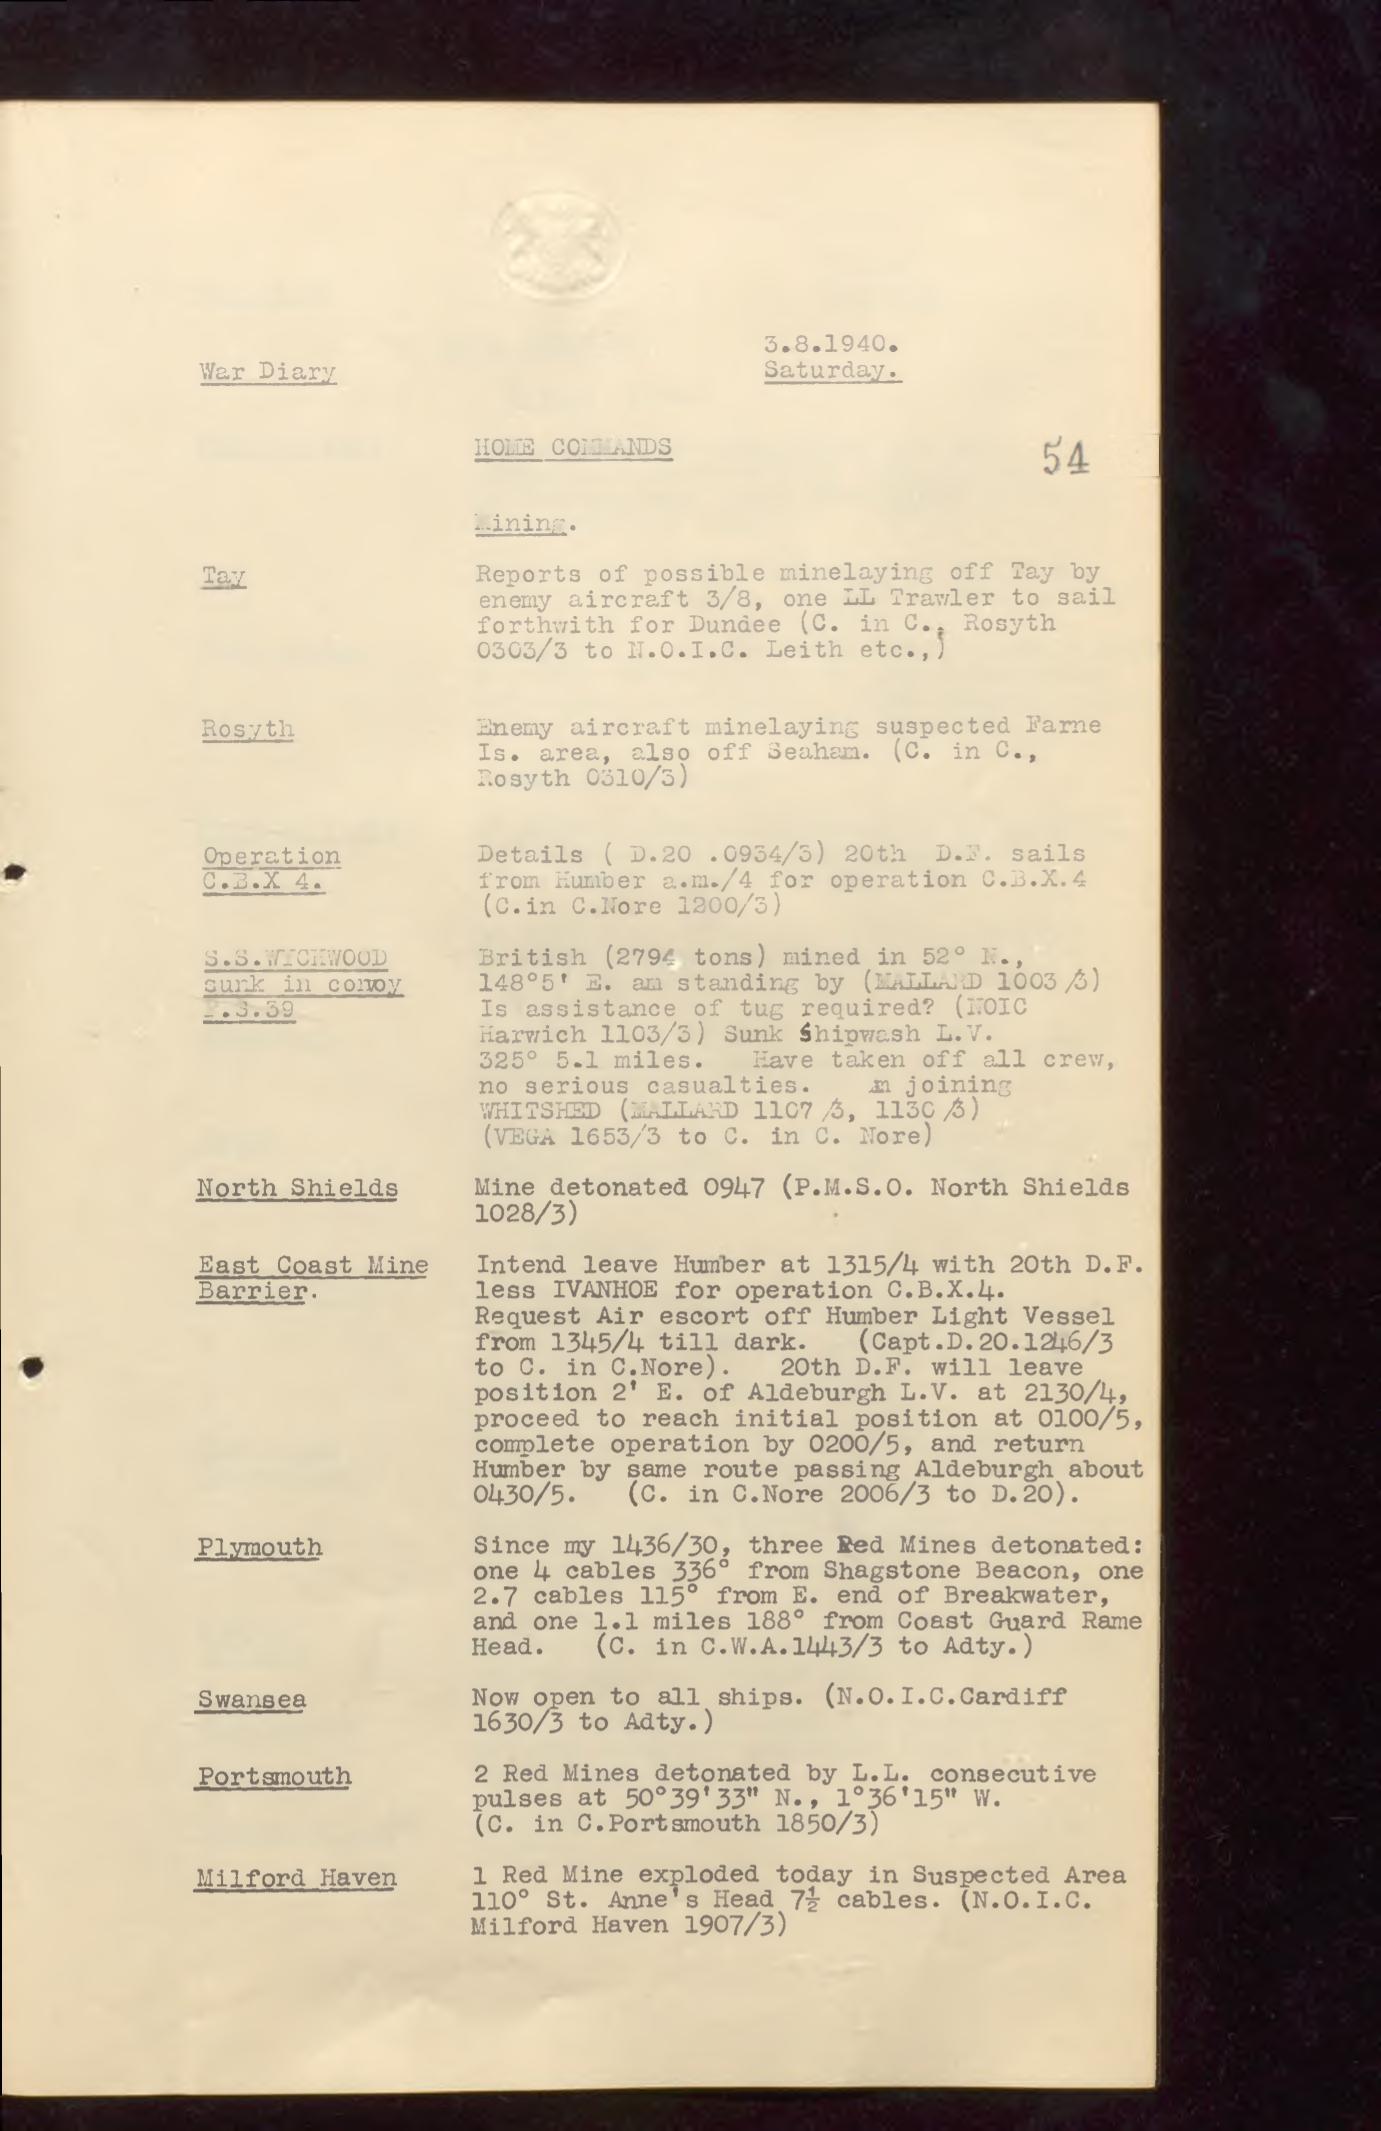 3.8.1940.
War Diary
Saturday.
HOME COMMANDS
54
Mining.
Tay
Reports of possible minelaying off Tay by
enemy aircraft 3/8, one LL Trawler to sail
forthwith for Dundee (C. in C., Rosyth
0303/3 to N.O.I.C. Leith etc.,)
Rosyth
Enemy aircraft minelaying suspected Farne
Is. area, also off Seaham. (C. in C.,
Rosyth 0310/3)
Operation
C.B.X 4.
Details ( D.20 .0934/3) 20th D.F. sails
from Humber a.m./4 for operation C.B.X.4
(C.in C.Nore 1200/3)
S.S.WYCHWOOD
sunk in convoy
F.S.39
British (2794 tons) mined in 52° N.,
148°5' E. am standing by (MALLARD 1003/3)
Is assistance of tug required? (NOIC
Harwich 1103/3) Sunk Shipwash L.V.
325° 5.1 miles. Have taken off all crew,
no serious casualties. Am joining
WHITSHED (MALLARD 1107/3, 1130/3)
(VEGA 1653/3 to C. in C. Nore)
North Shields
Mine detonated 0947 (P.M.S.O. North Shields
1028/3)
East Coast Mine
Barrier.
Intend leave Humber at 1315/4 with 20th D.F.
less IVANHOE for operation C.B.X.4.
Request Air escort off Humber Light Vessel
from 1345/4 till dark. (Capt.D.20.1246/3
to C. in C.Nore). 20th D.F. will leave
position 2' E. of Aldeburgh L.V. at 2130/4,
proceed to reach initial position at 0100/5,
complete operation by 0200/5, and return
Humber by same route passing Aldeburgh about
0430/5. (C. in C.Nore 2006/3 to D.20).
Plymouth
Since my 1436/30, three Red Mines detonated:
one 4 cables 336° from Shagstone Beacon, one
2.7 cables 115° from E. end of Breakwater,
and one 1.1 miles 188° from Coast Guard Rame
Head. (C. in C.W.A.1443/3 to Adty.)
Swansea
Now open to all ships. (N.O.I.C.Cardiff
1630/3 to Adty.)
Portsmouth
2 Red Mines detonated by L.L. consecutive
pulses at 50°39'33" N., 1°36'15" W.
(C. in C.Portsmouth 1850/3)
Milford Haven
1 Red Mine exploded today in Suspected Area
110° St. Anne's Head 7½ cables. (N.O.I.C.
Milford Haven 1907/3)